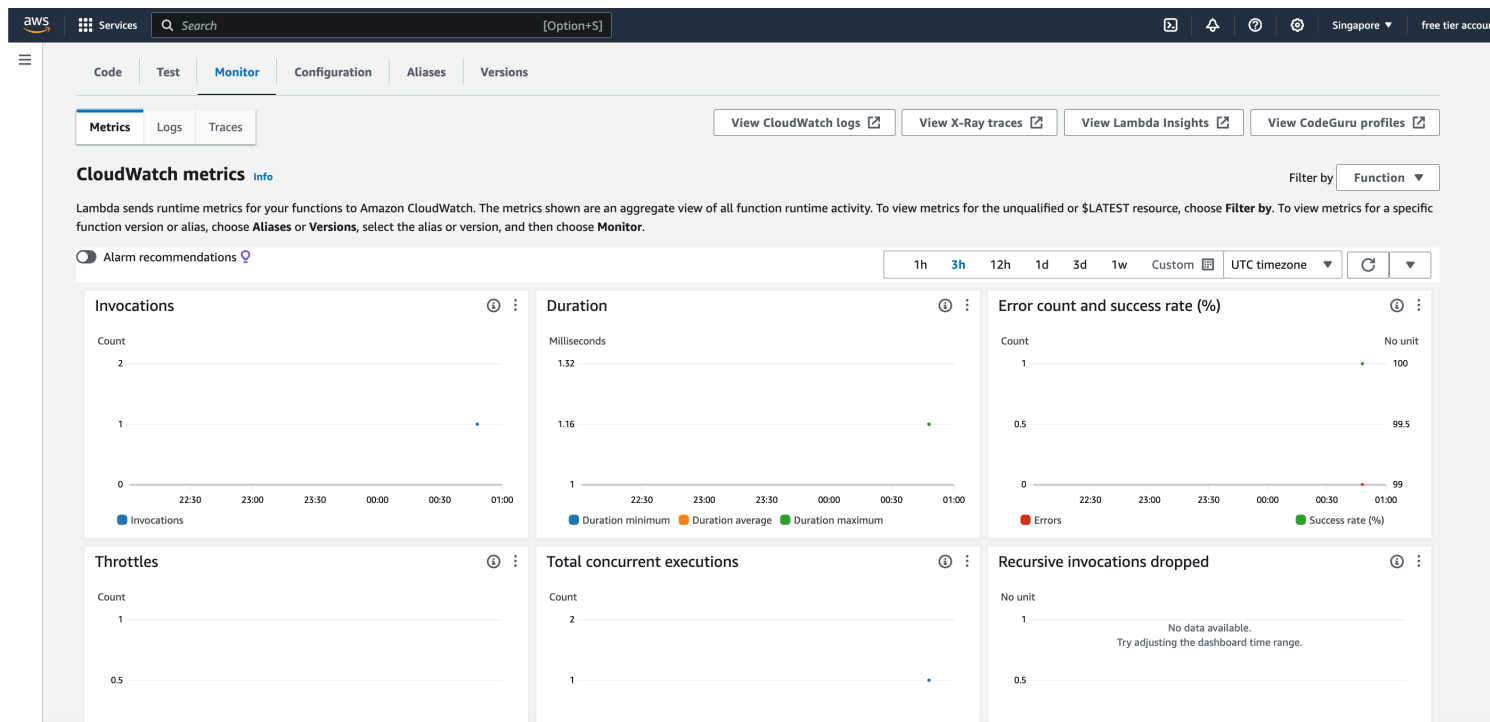 aws
Services
Search
[Option+S]
Singapore
free tier accou
Code
Test
Monitor
Configuration
Aliases
Versions
Metrics
Logs
Traces
View CloudWatch logs
View X-Ray traces
View Lambda Insights
View CodeGuru profiles
CloudWatch metrics
Info
Filter by
Function
Lambda sends runtime metrics for your functions to Amazon CloudWatch. The metrics shown are an aggregate view of all function runtime activity. To view metrics for the unqualified or $LATEST resource, choose Filter by. To view metrics for a specific
function version or alias, choose Aliases or Versions, select the alias or version, and then choose Monitor.
Alarm recommendations
1h
3h
12h
1d
3d
1w
Custom
UTC timezone
Invocations
Count
2
1
0
22:30
23:00
23:30
00:00
00:30
01:00
Invocations
Duration
Milliseconds
1.32
1.16
1
22:30
23:00
23:30
00:00
00:30
01:00
Duration minimum
Duration average
Duration maximum
Error count and success rate (%)
Count
No unit
1
100
0.5
99.5
0
99
22:30
23:00
23:30
00:00
00:30
01:00
Errors
Success rate (%)
Throttles
Count
1
0.5
Total concurrent executions
Count
2
1
Recursive invocations dropped
No unit
1
No data available.
Try adjusting the dashboard time range.
0.5